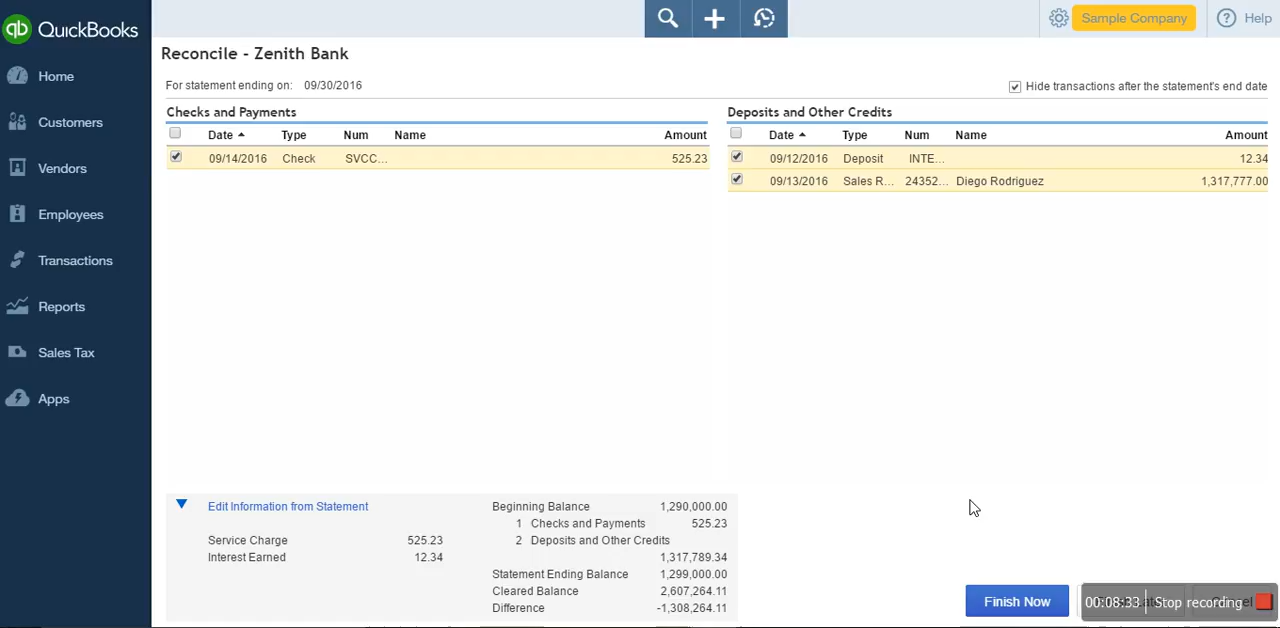 qb QuickBooks
Sample Company
Help
Home
Customers
Vendors
Employees
Transactions
Reports
Sales Tax
Apps
Reconcile - Zenith Bank
For statement ending on: 09/30/2016
Hide transactions after the statement's end date
Checks and Payments
Date Type Num Name Amount
09/14/2016 Check SVCC... 525.23
Deposits and Other Credits
Date Type Num Name Amount
09/12/2016 Deposit INTE... 12.34
09/13/2016 Sales R... 24352... Diego Rodriguez 1,317,777.00
Edit Information from Statement
Service Charge 525.23
Interest Earned 12.34
Beginning Balance 1,290,000.00
1 Checks and Payments 525.23
2 Deposits and Other Credits
1,317,789.34
Statement Ending Balance 1,299,000.00
Cleared Balance 2,607,264.11
Difference -1,308,264.11
Finish Now
00:08:33 Stop recording